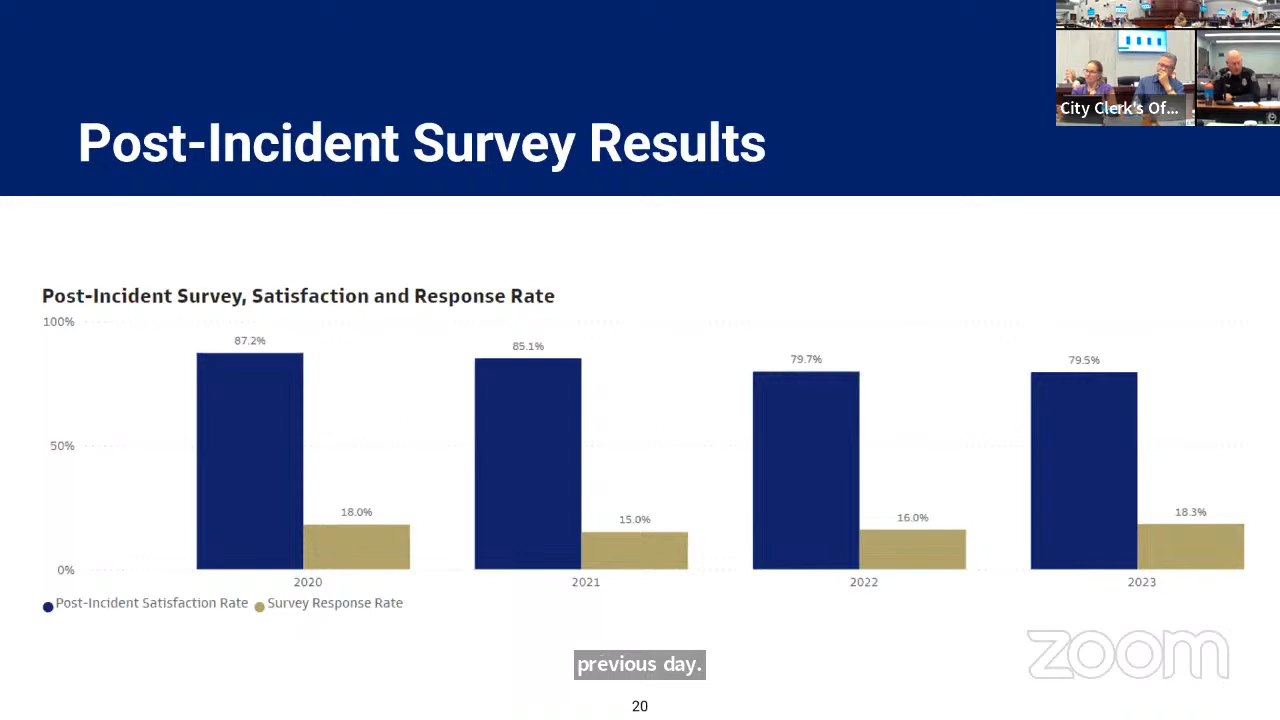 City Clerk's Of...
Post-Incident Survey Results
Post-Incident Survey, Satisfaction and Response Rate
100%
50%
0%
87.2%
18.0%
85.1%
15.0%
79.7%
16.0%
79.5%
18.3%
2020
2021
2022
2023
Post-Incident Satisfaction Rate
Survey Response Rate
previous day.
zoom
20